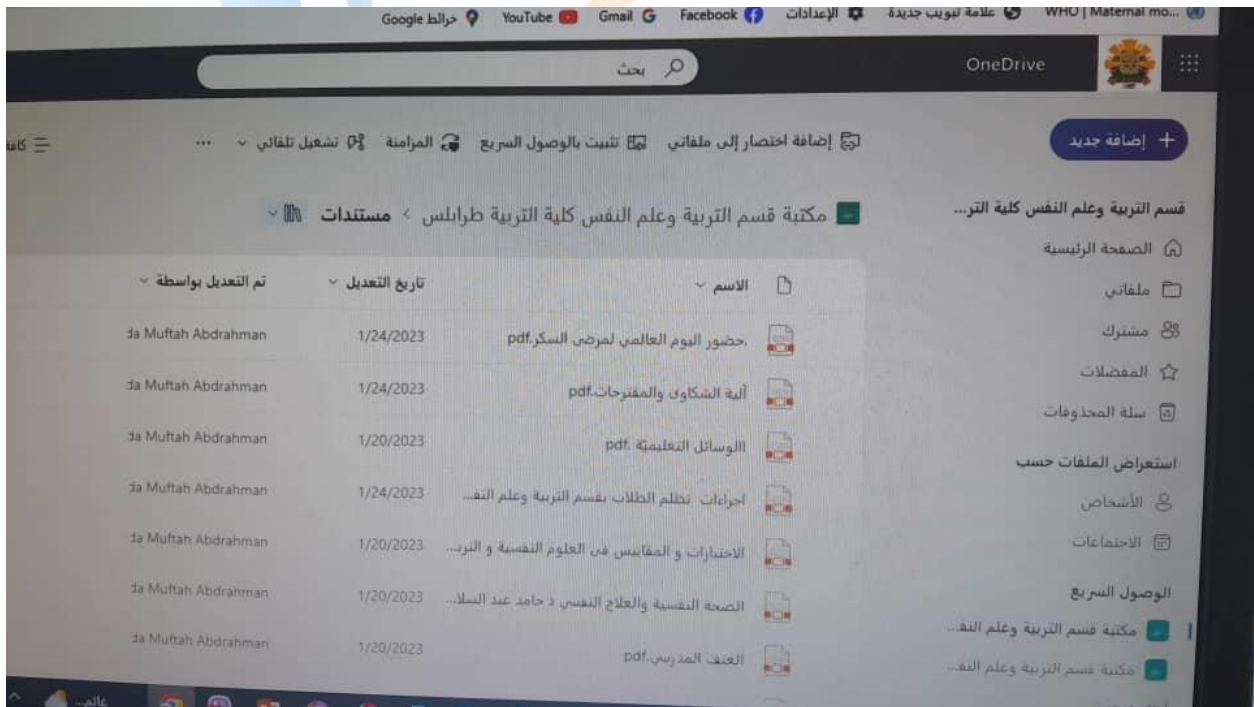 WHO | Maternal mo... علامة تبويب جديدة الإعدادات Facebook Gmail YouTube خرائط Google
OneDrive
بحث
إضافة جديد
إضافة اختصار إلى ملفاتي تثبيت بالوصول السريع المزامنة تشغيل تلقائي ...
قسم التربية وعلم النفس كلية التر...
الصفحة الرئيسية
ملفاتي
مشترك
المفضلات
سلة المحذوفات
استعراض الملفات حسب
الأشخاص
الاجتماعات
الوصول السريع
مكتبة قسم التربية وعلم النف...
مكتبة قسم التربية وعلم النف...
مكتبة قسم التربية وعلم النفس كلية التربية طرابلس > مستندات
الاسم تاريخ التعديل تم التعديل بواسطة
.حضور اليوم العالمي لمرضى السكر.pdf 1/24/2023 da Muftah Abdrahman
آلية الشكاوى والمقترحات.pdf 1/24/2023 da Muftah Abdrahman
االوسائل التعليميّة .pdf 1/20/2023 da Muftah Abdrahman
اجراءات تظلم الطلاب بقسم التربية وعلم النف... 1/24/2023 da Muftah Abdrahman
الاختبارات و المقاييس في العلوم النفسية و الترب... 1/20/2023 da Muftah Abdrahman
الصحة النفسية والعلاج النفسي د حامد عبد السلا... 1/20/2023 da Muftah Abdrahman
العنف المدرسي.pdf 1/20/2023 da Muftah Abdrahman